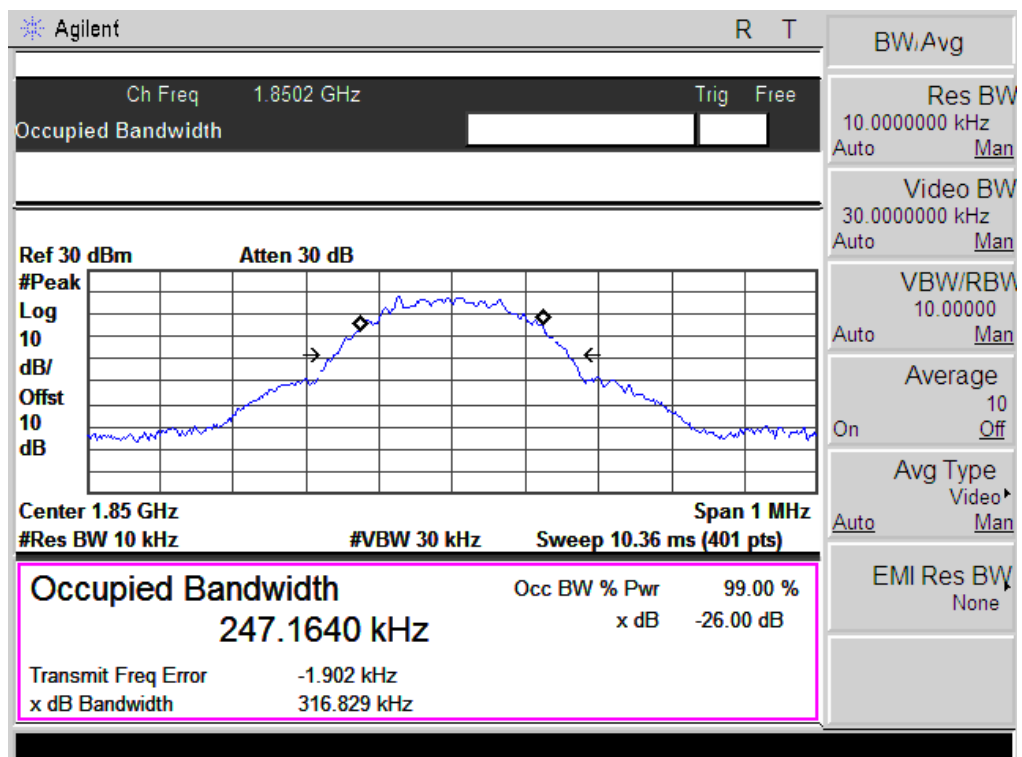 Agilent
R T
Ch Freq 1.8502 GHz
Trig Free
Occupied Bandwidth
Ref 30 dBm Atten 30 dB
#Peak
Log
10
dB/
Offst
10
dB
Center 1.85 GHz Span 1 MHz
#Res BW 10 kHz #VBW 30 kHz Sweep 10.36 ms (401 pts)
Occupied Bandwidth
247.1640 kHz
Occ BW % Pwr 99.00 %
x dB -26.00 dB
Transmit Freq Error -1.902 kHz
x dB Bandwidth 316.829 kHz
BW/Avg
Res BW
10.0000000 kHz
Auto Man
Video BW
30.0000000 kHz
Auto Man
VBW/RBW
10.00000
Auto Man
Average
10
On Off
Avg Type
Video
Auto Man
EMI Res BW
None